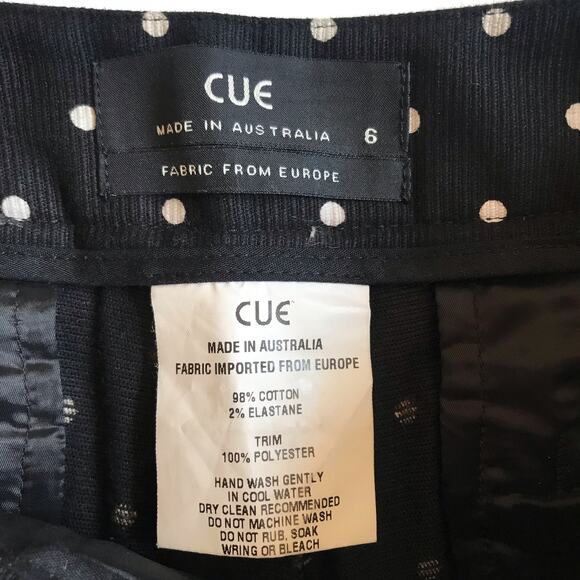 CUE
MADE IN AUSTRALIA 6
FABRIC FROM EUROPE
CUE
MADE IN AUSTRALIA
FABRIC IMPORTED FROM EUROPE
98% COTTON
2% ELASTANE
TRIM
100% POLYESTER
HAND WASH GENTLY
IN COOL WATER
DRY CLEAN RECOMMENDED
DO NOT MACHINE WASH
DO NOT RUB, SOAK
WRING OR BLEACH